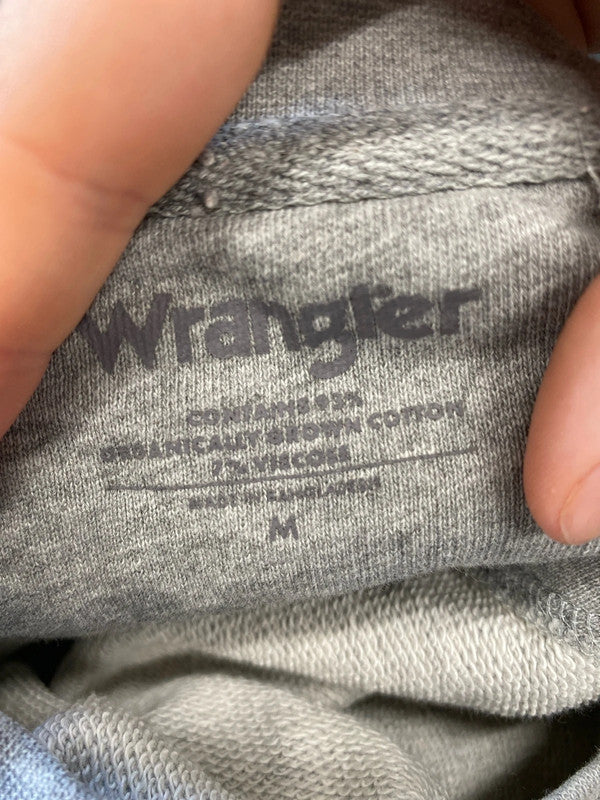 Wrangler
CONTAINS 93%
ORGANICALLY GROWN COTTON
7% VISCOSE
MADE IN BANGLADESH
M